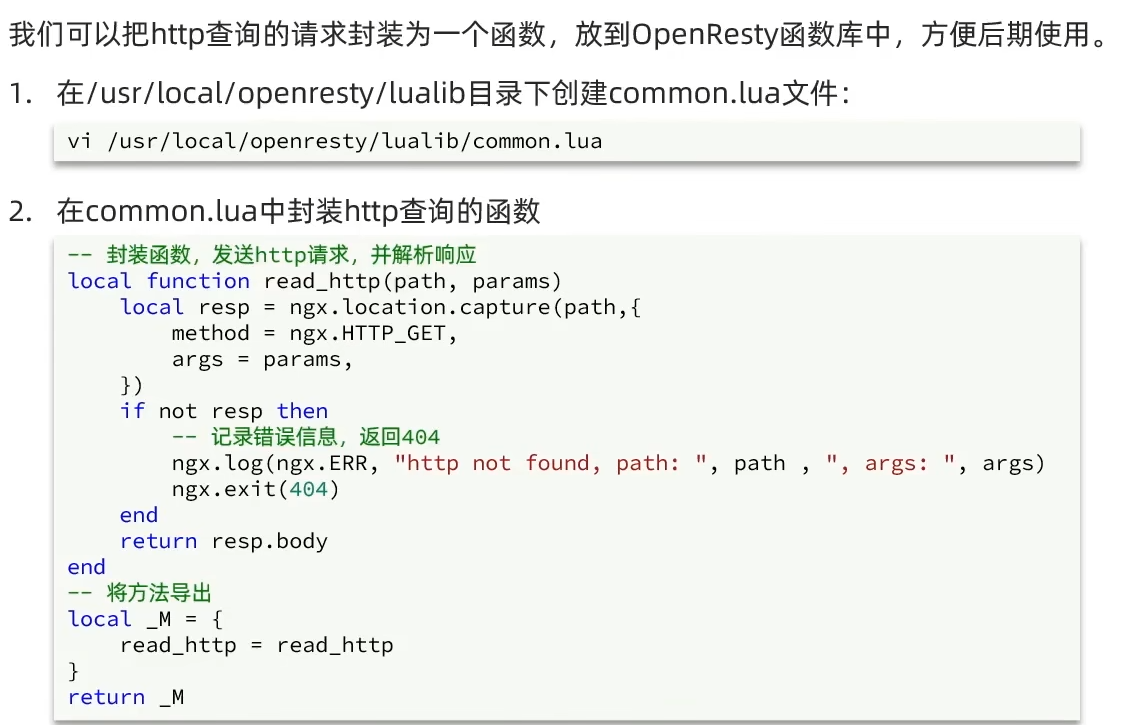 我们可以把http查询的请求封装为一个函数，放到OpenResty函数库中，方便后期使用。
1. 在/usr/local/openresty/lualib目录下创建common.lua文件：
vi /usr/local/openresty/lualib/common.lua
2. 在common.lua中封装http查询的函数
-- 封装函数，发送http请求，并解析响应
local function read_http(path, params)
    local resp = ngx.location.capture(path,{
        method = ngx.HTTP_GET,
        args = params,
    })
    if not resp then
        -- 记录错误信息，返回404
        ngx.log(ngx.ERR, "http not found, path: ", path , ", args: ", args)
        ngx.exit(404)
    end
    return resp.body
end
-- 将方法导出
local _M = {
    read_http = read_http
}
return _M